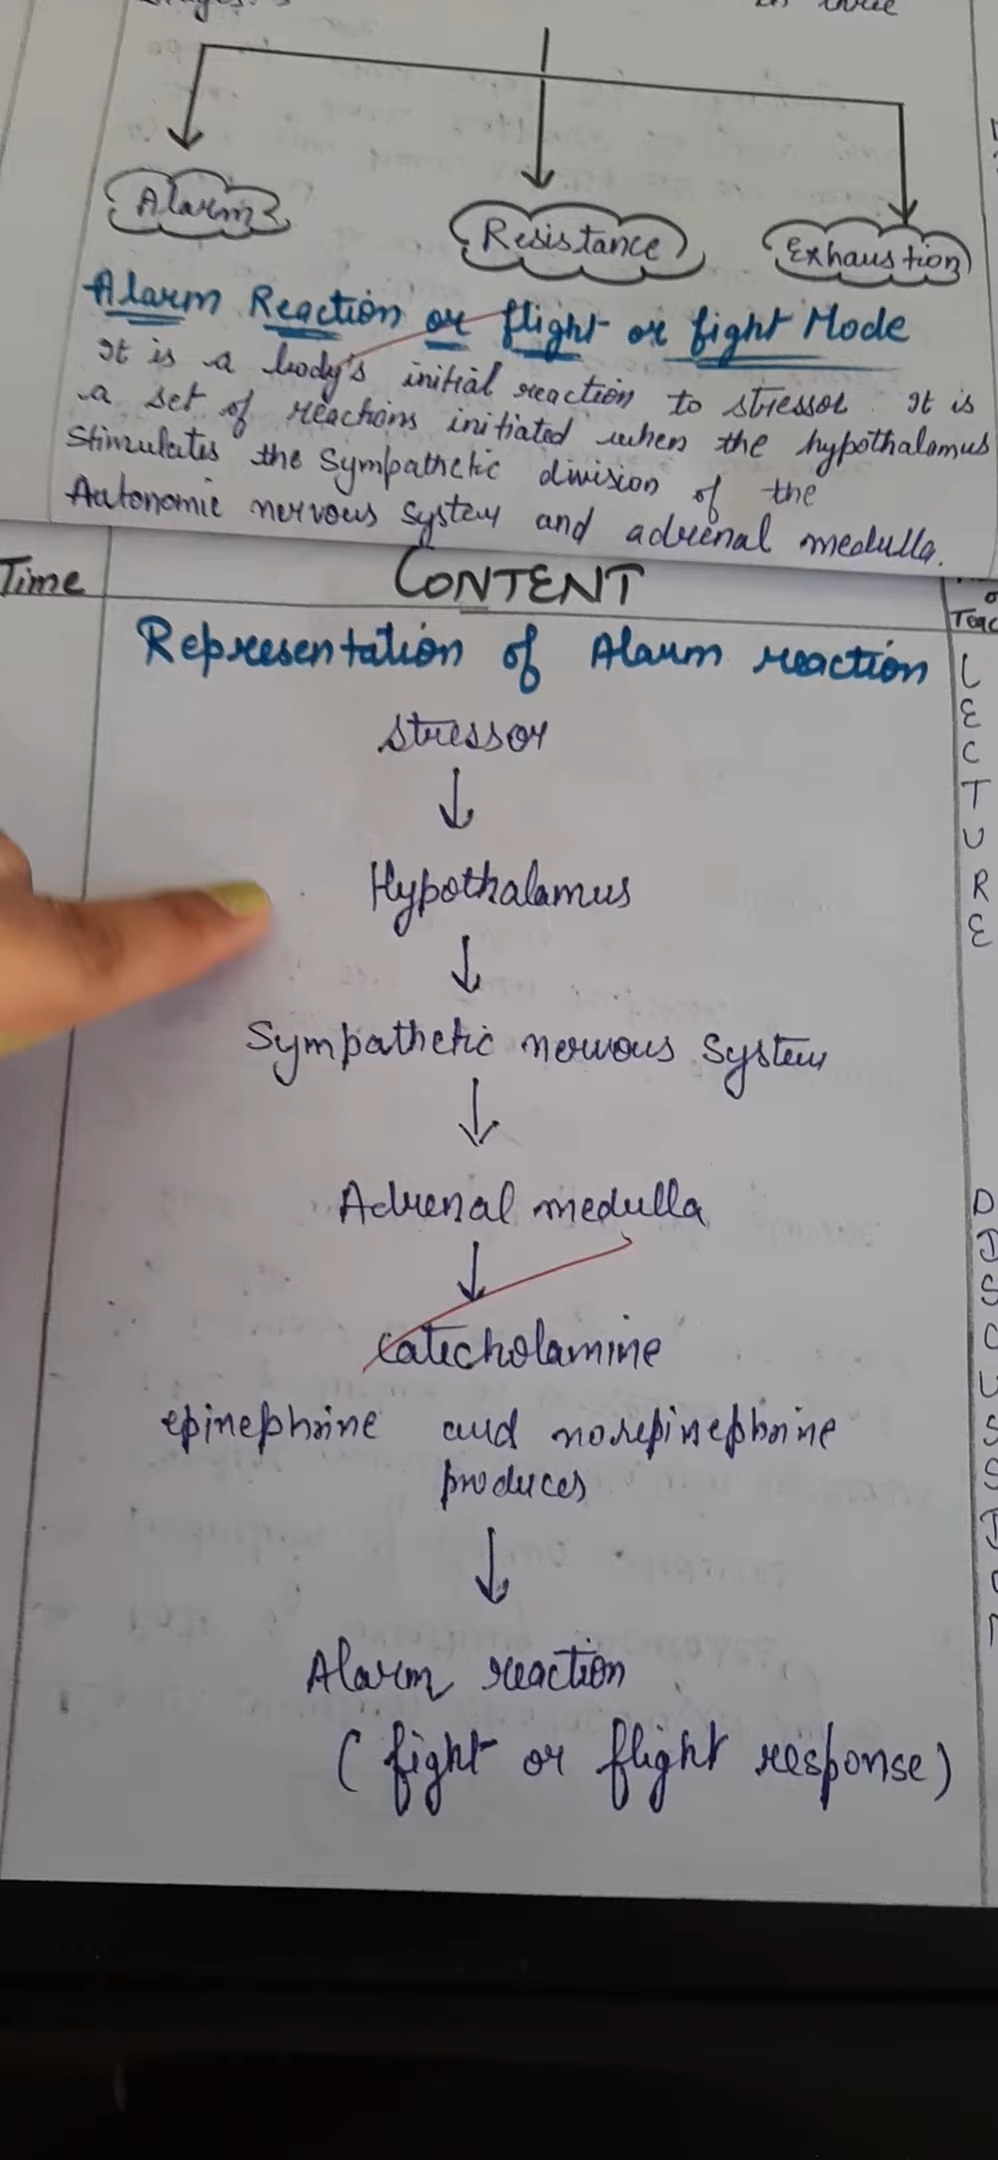 three
Alarm
Resistance
Exhaustion
Alarm Reaction or flight or fight Mode
It is a body's initial reaction to stressor. It is
a set of reactions initiated when the hypothalamus
Stimulates the Sympathetic division of the
Autonomic nervous system and adrenal medulla.
Time
CONTENT
Representation of Alarm reaction
stressor
Hypothalamus
Sympathetic nervous System
Adrenal medulla
Catecholamine
epinephrine and norepinephrine
produces
Alarm reaction
(fight or flight response)
LECTURE